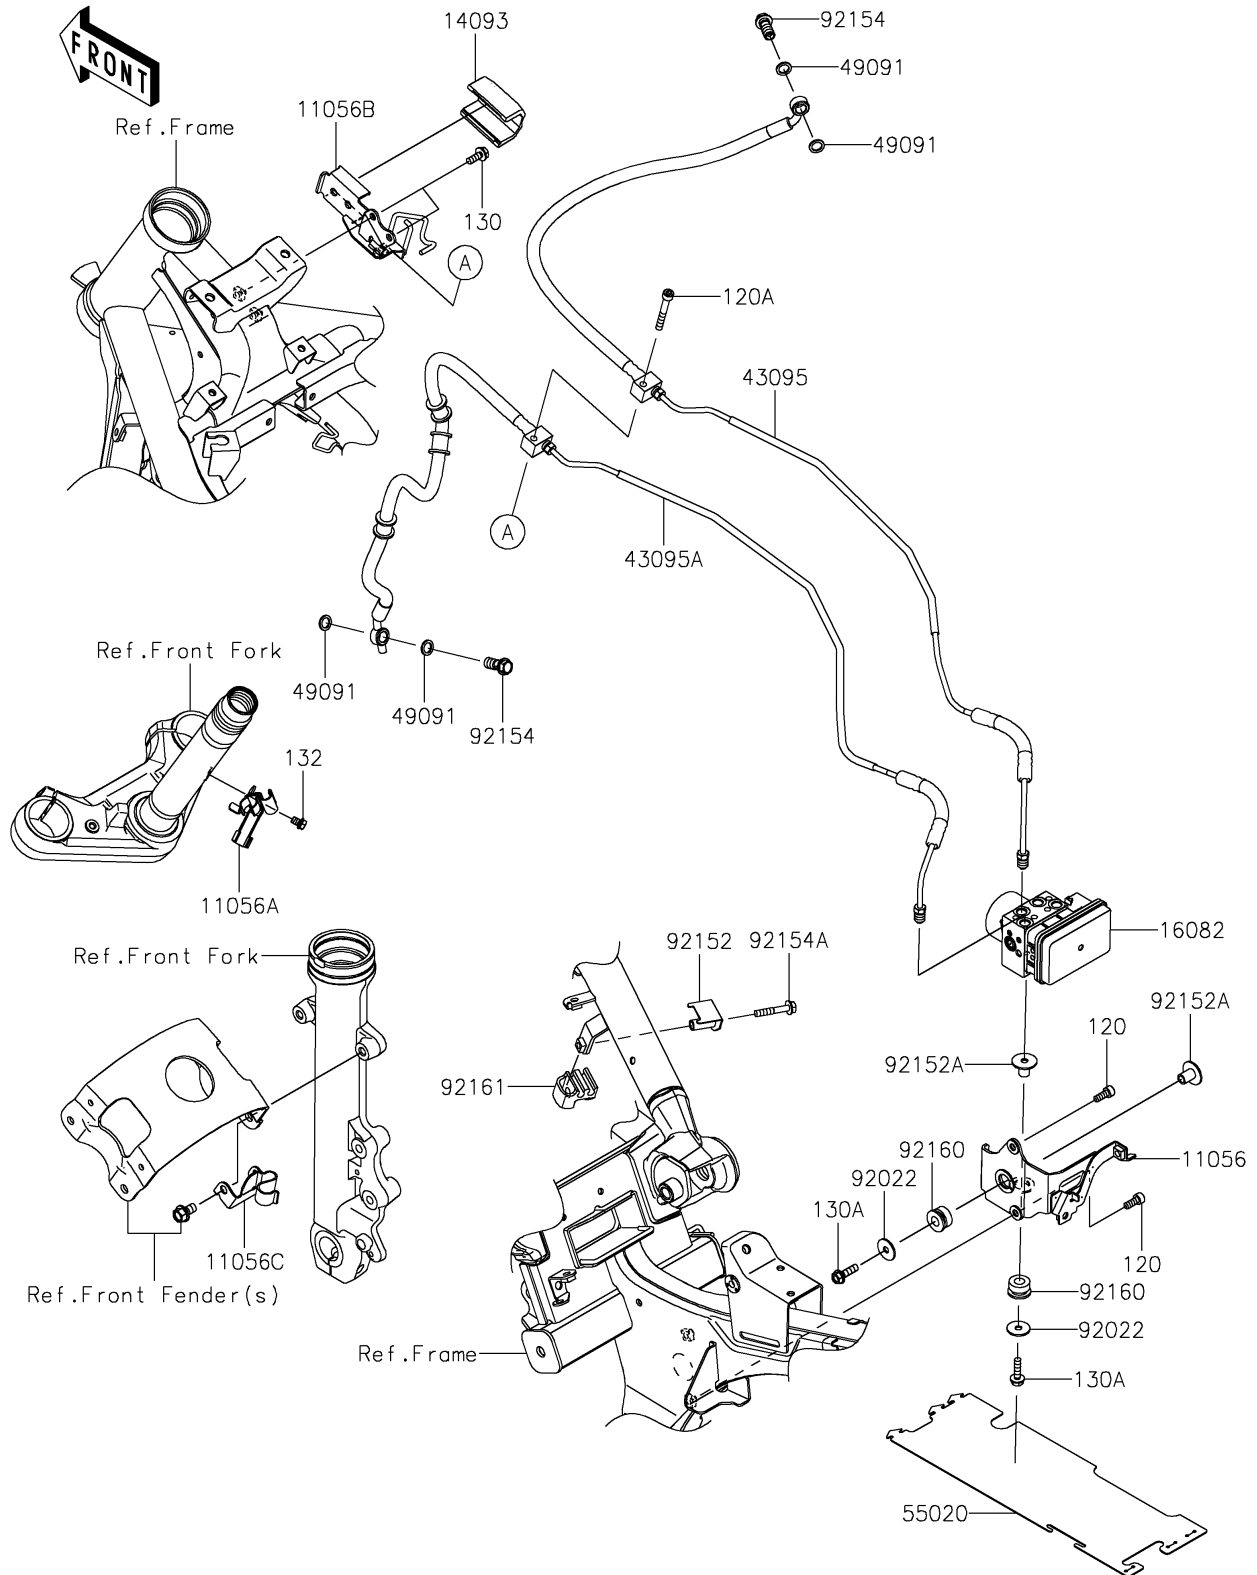 FRONT
14093
92154
49091
11056B
Ref.Frame
49091
130
A
120A
43095
A
43095A
Ref.Front Fork
49091
49091
92154
132
11056A
16082
92152
92154A
Ref.Front Fork
92152A
120
92152A
92161
92160
11056
92022
130A
11056C
120
Ref.Front Fender(s)
92160
92022
Ref.Frame
130A
55020